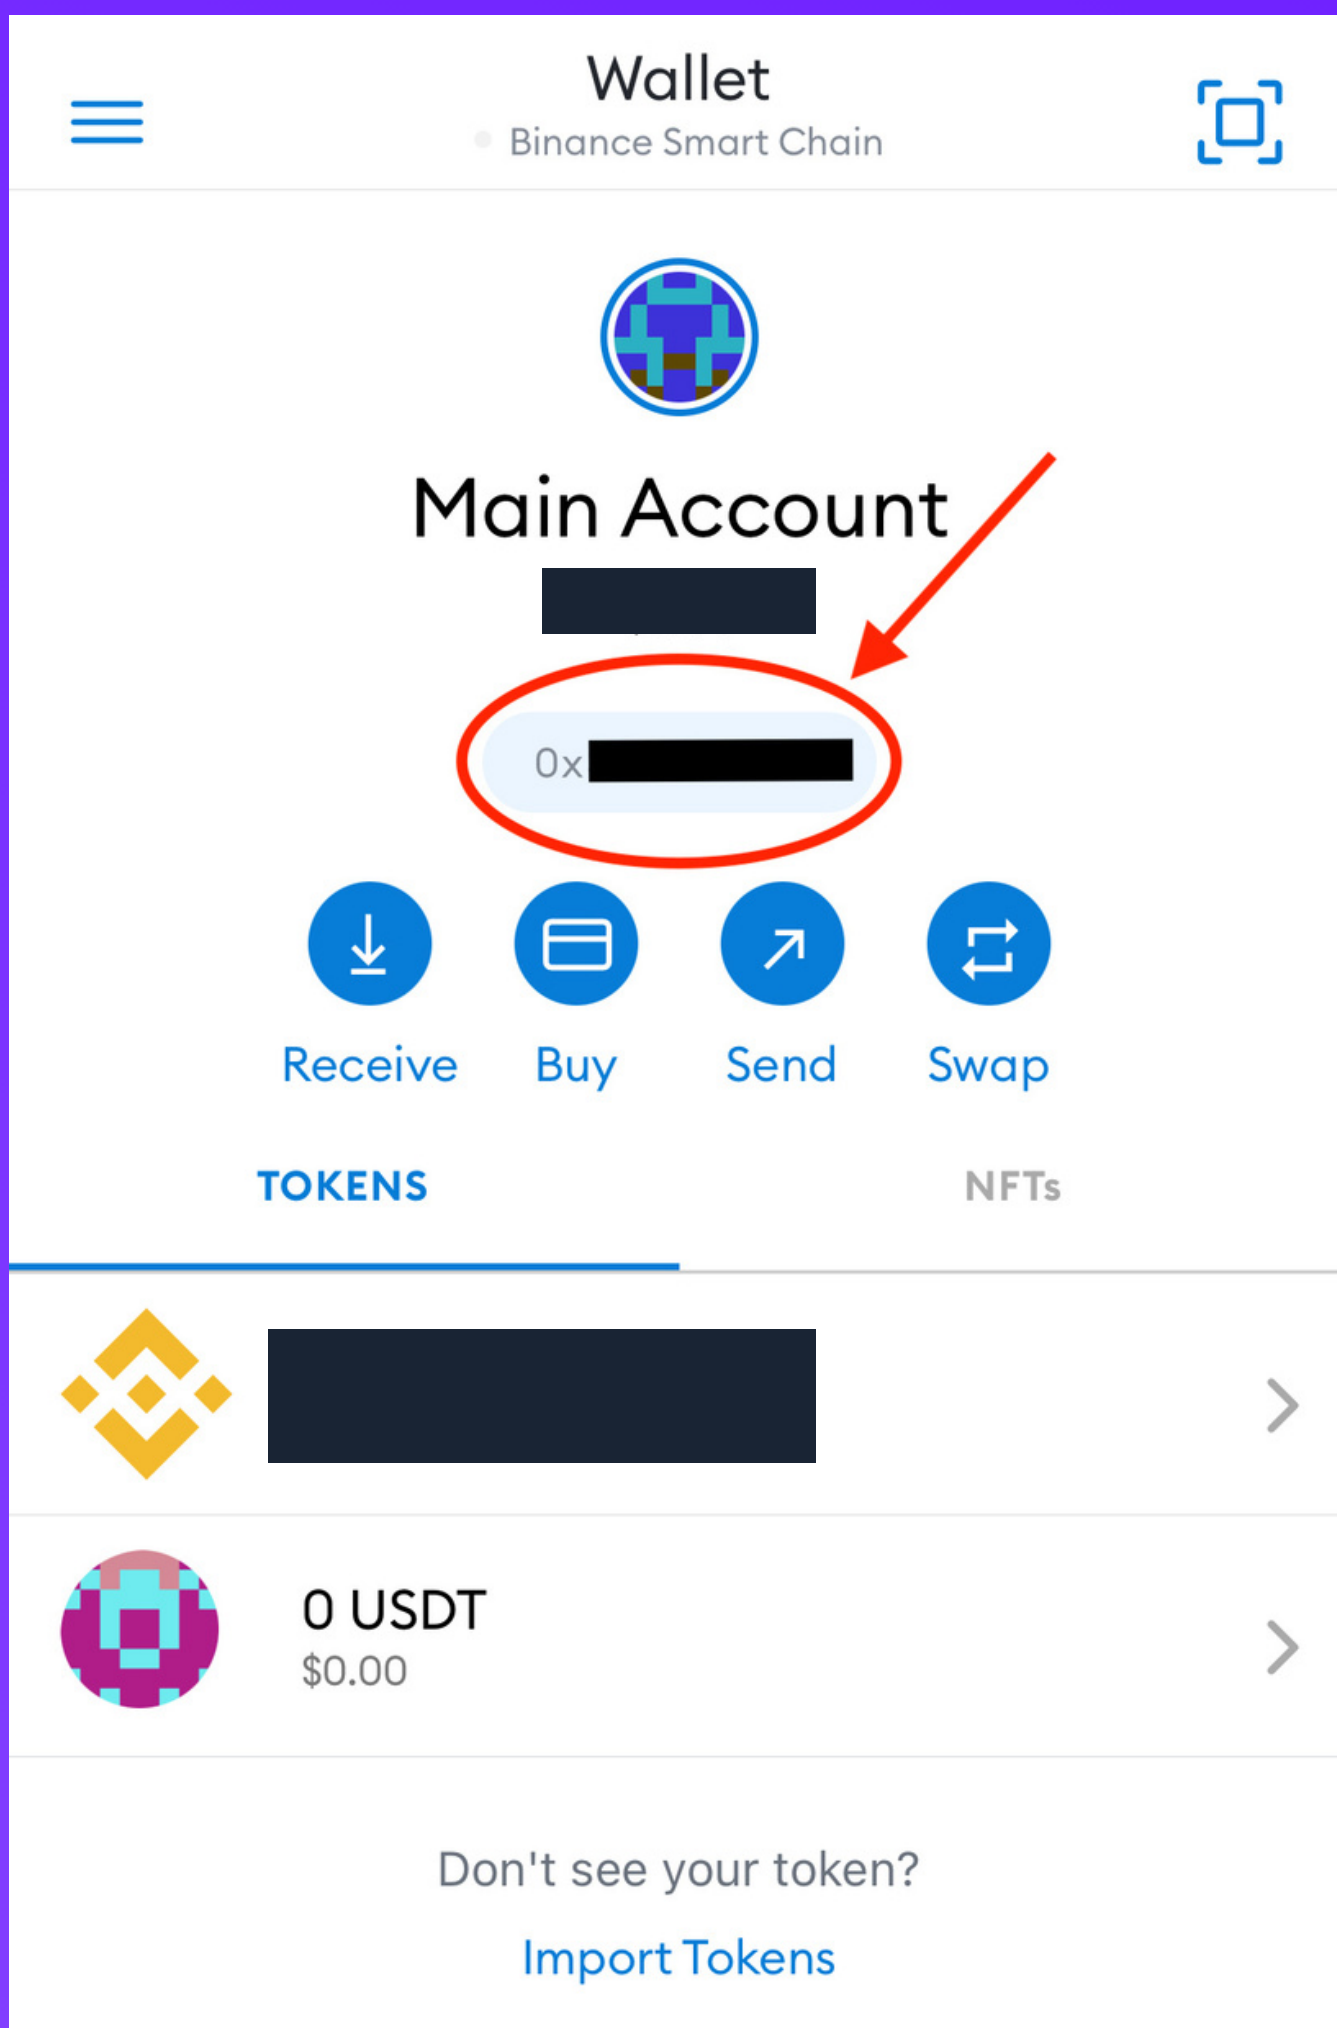 Wallet
Binance Smart Chain
Main Account
0x
Receive Buy Send Swap
TOKENS NFTs
0 USDT
$0.00
Don't see your token?
Import Tokens